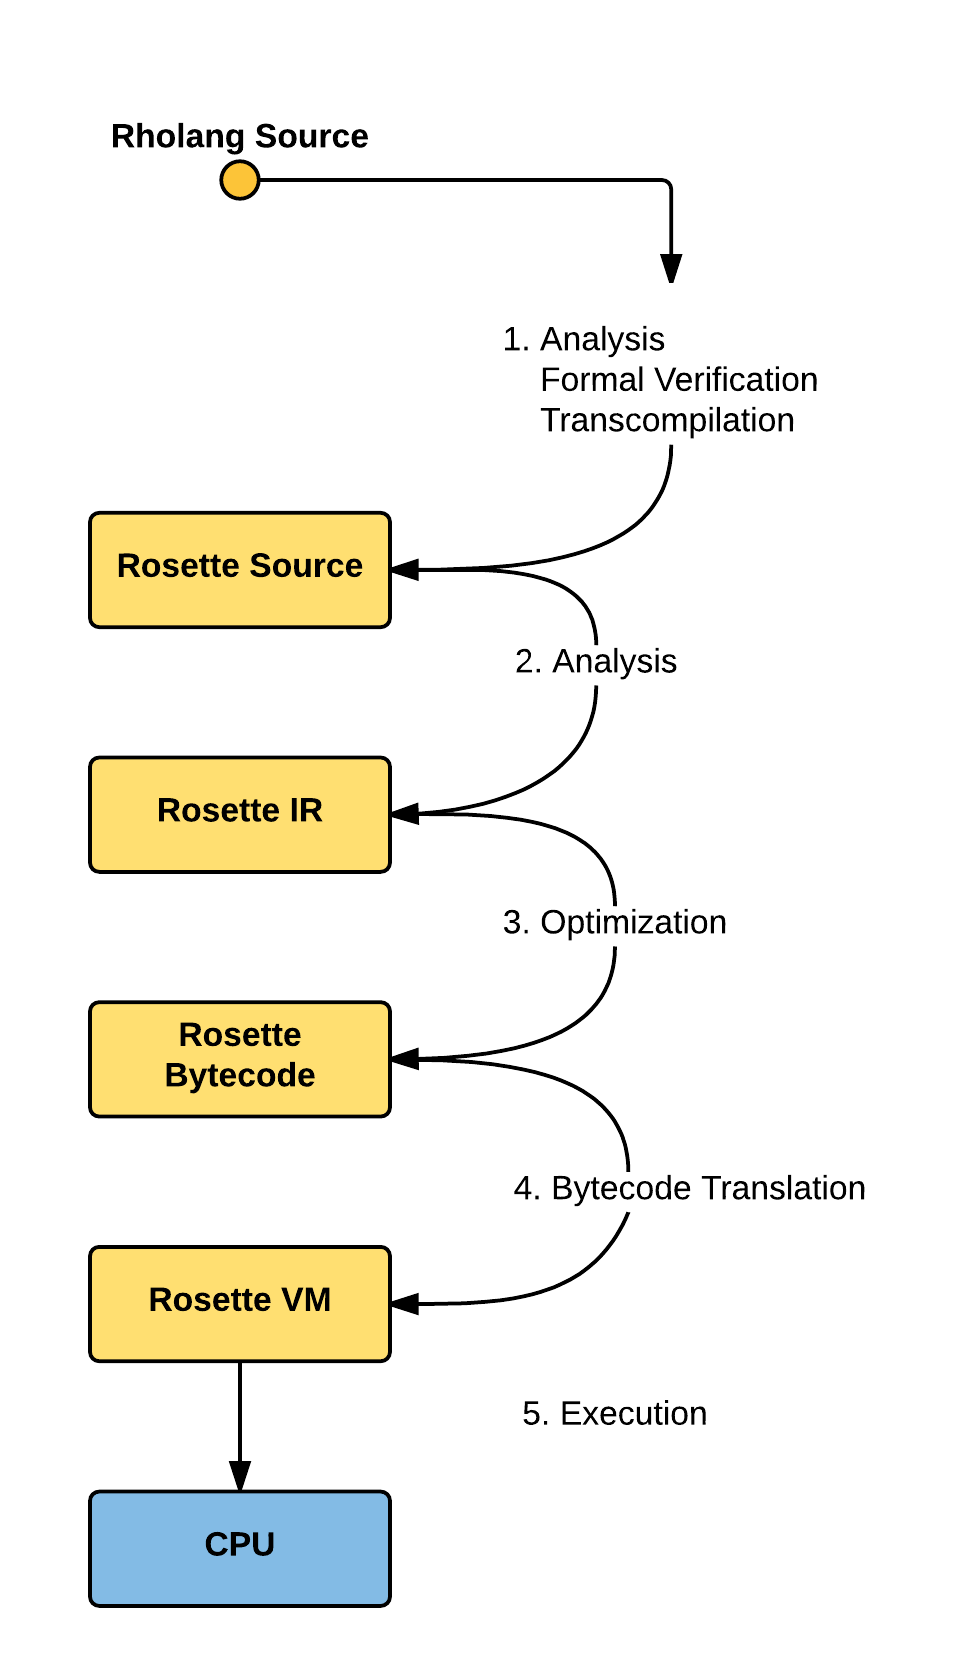 Rholang Source
1. Analysis
Formal Verification
Transcompilation
Rosette Source
2. Analysis
Rosette IR
3. Optimization
Rosette
Bytecode
4. Bytecode Translation
Rosette VM
5. Execution
CPU